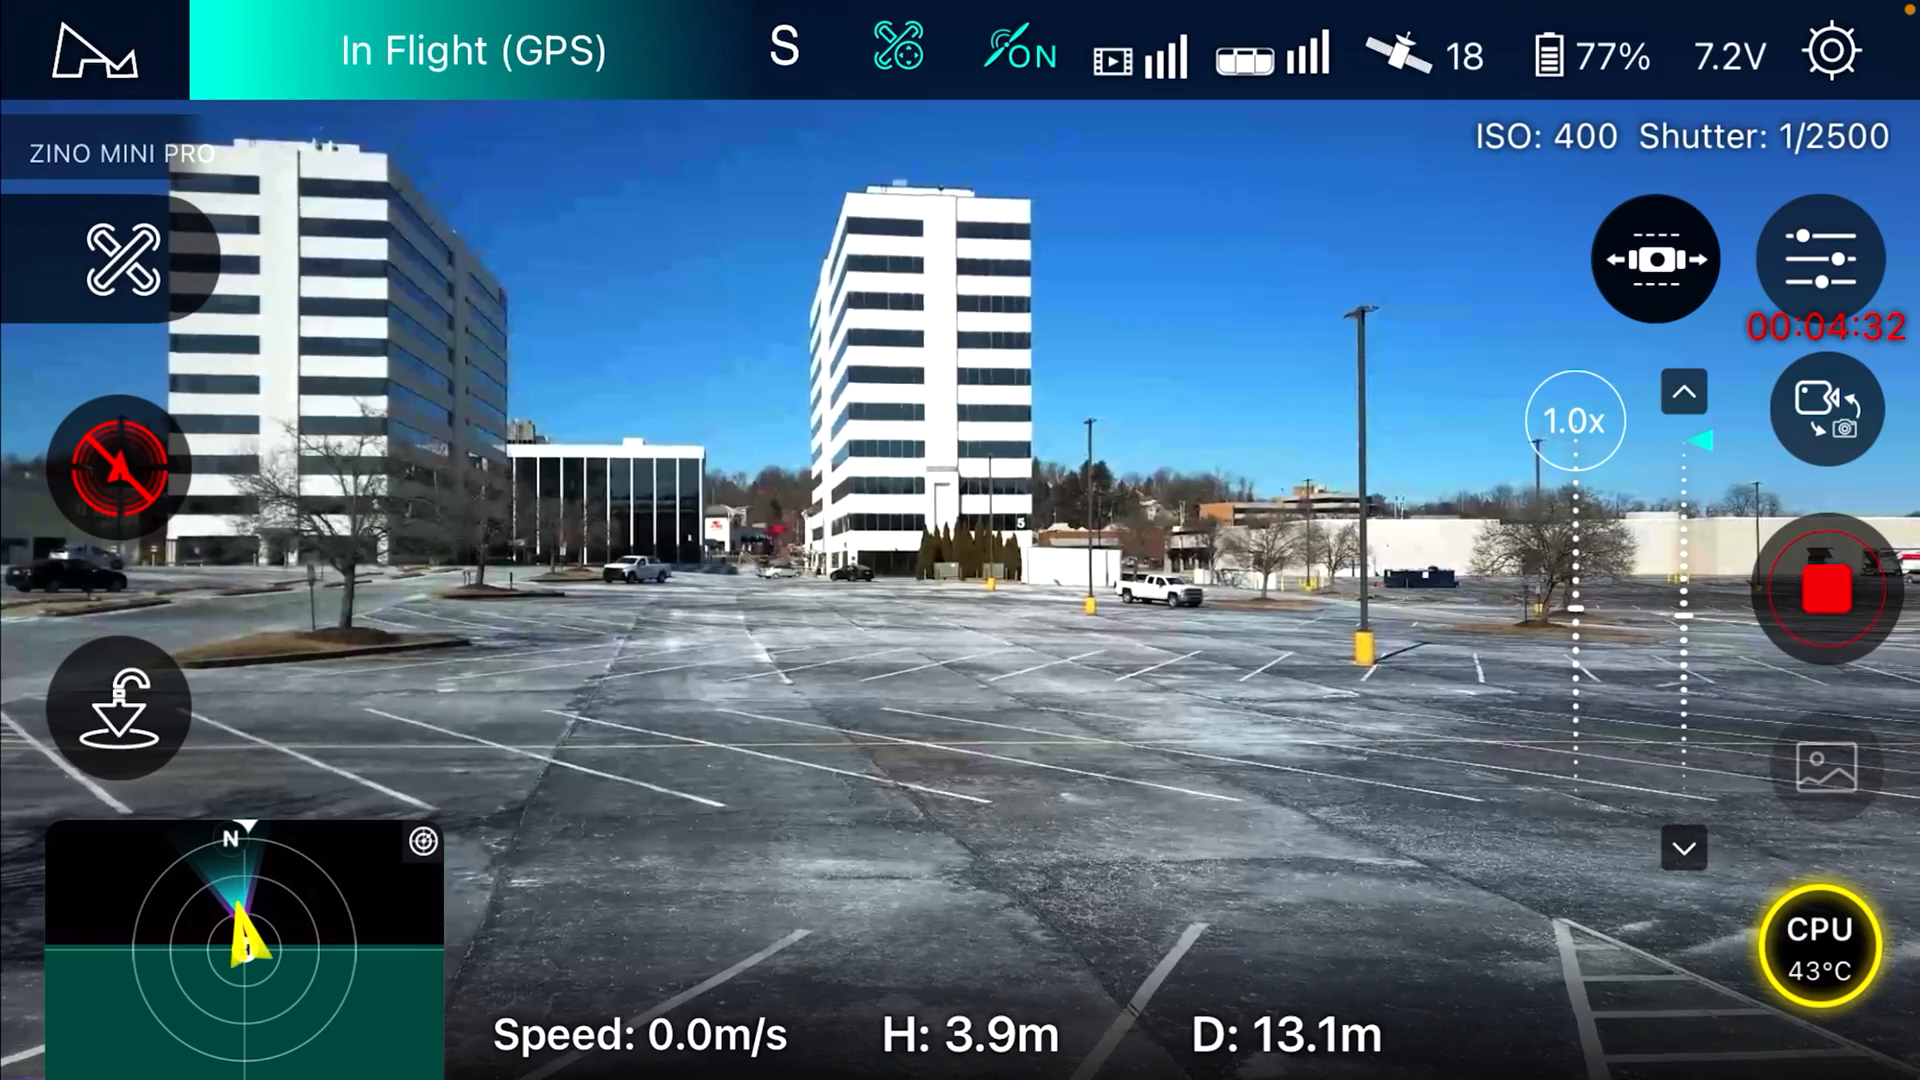 In Flight (GPS)
S
ON
18
77%
7.2V
ZINO MINI PRO
ISO: 400 Shutter: 1/2500
00:04:32
1.0x
5
N
CPU
43°C
Speed: 0.0m/s
H: 3.9m
D: 13.1m